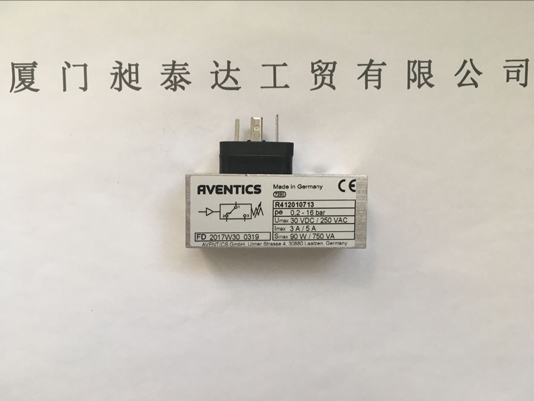 厦门昶泰达工贸有限公司
AVENTICS
Made in Germany
CE
R412010713
pe 0,2 - 16 bar
Umax 30 VDC / 250 VAC
Imax 3 A / 5 A
Smax 90 W / 750 VA
FD 2017W30 0319
AVENTICS GmbH, Ulmer Strasse 4, 30880 Laatzen, Germany